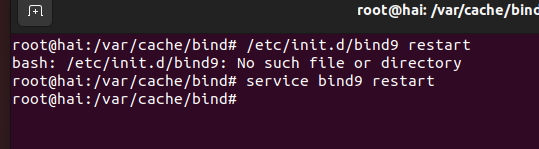 root@hai: /var/cache/bind
root@hai:/var/cache/bind# /etc/init.d/bind9 restart
bash: /etc/init.d/bind9: No such file or directory
root@hai:/var/cache/bind# service bind9 restart
root@hai:/var/cache/bind#